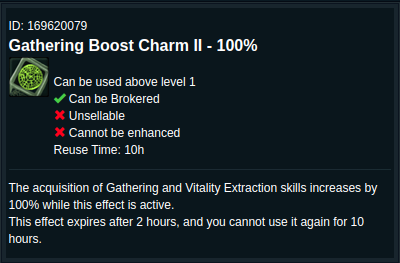 ID: 169620079
Gathering Boost Charm II - 100%
Can be used above level 1
Can be Brokered
Unsellable
Cannot be enhanced
Reuse Time: 10h
The acquisition of Gathering and Vitality Extraction skills increases by
100% while this effect is active.
This effect expires after 2 hours, and you cannot use it again for 10
hours.